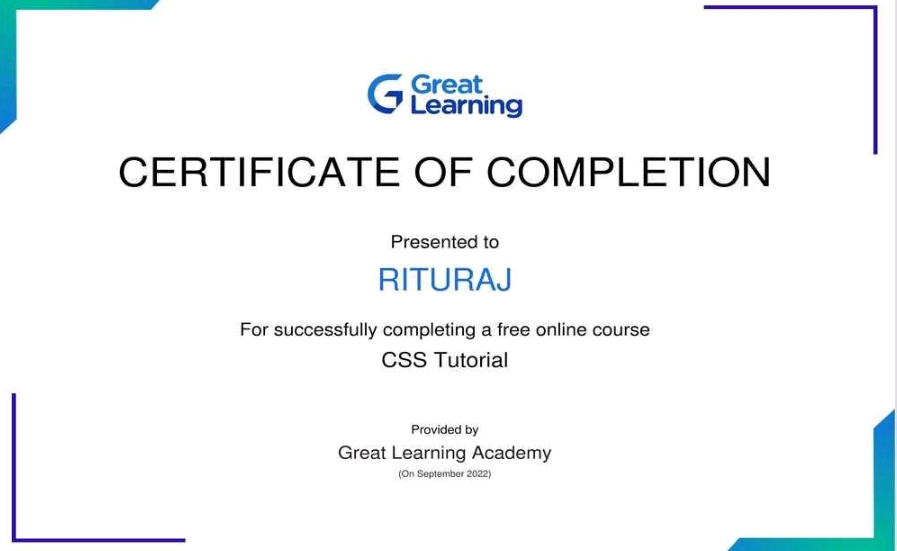 Great
Learning
CERTIFICATE OF COMPLETION
Presented to
RITURAJ
For successfully completing a free online course
CSS Tutorial
Provided by
Great Learning Academy
(On September 2022)